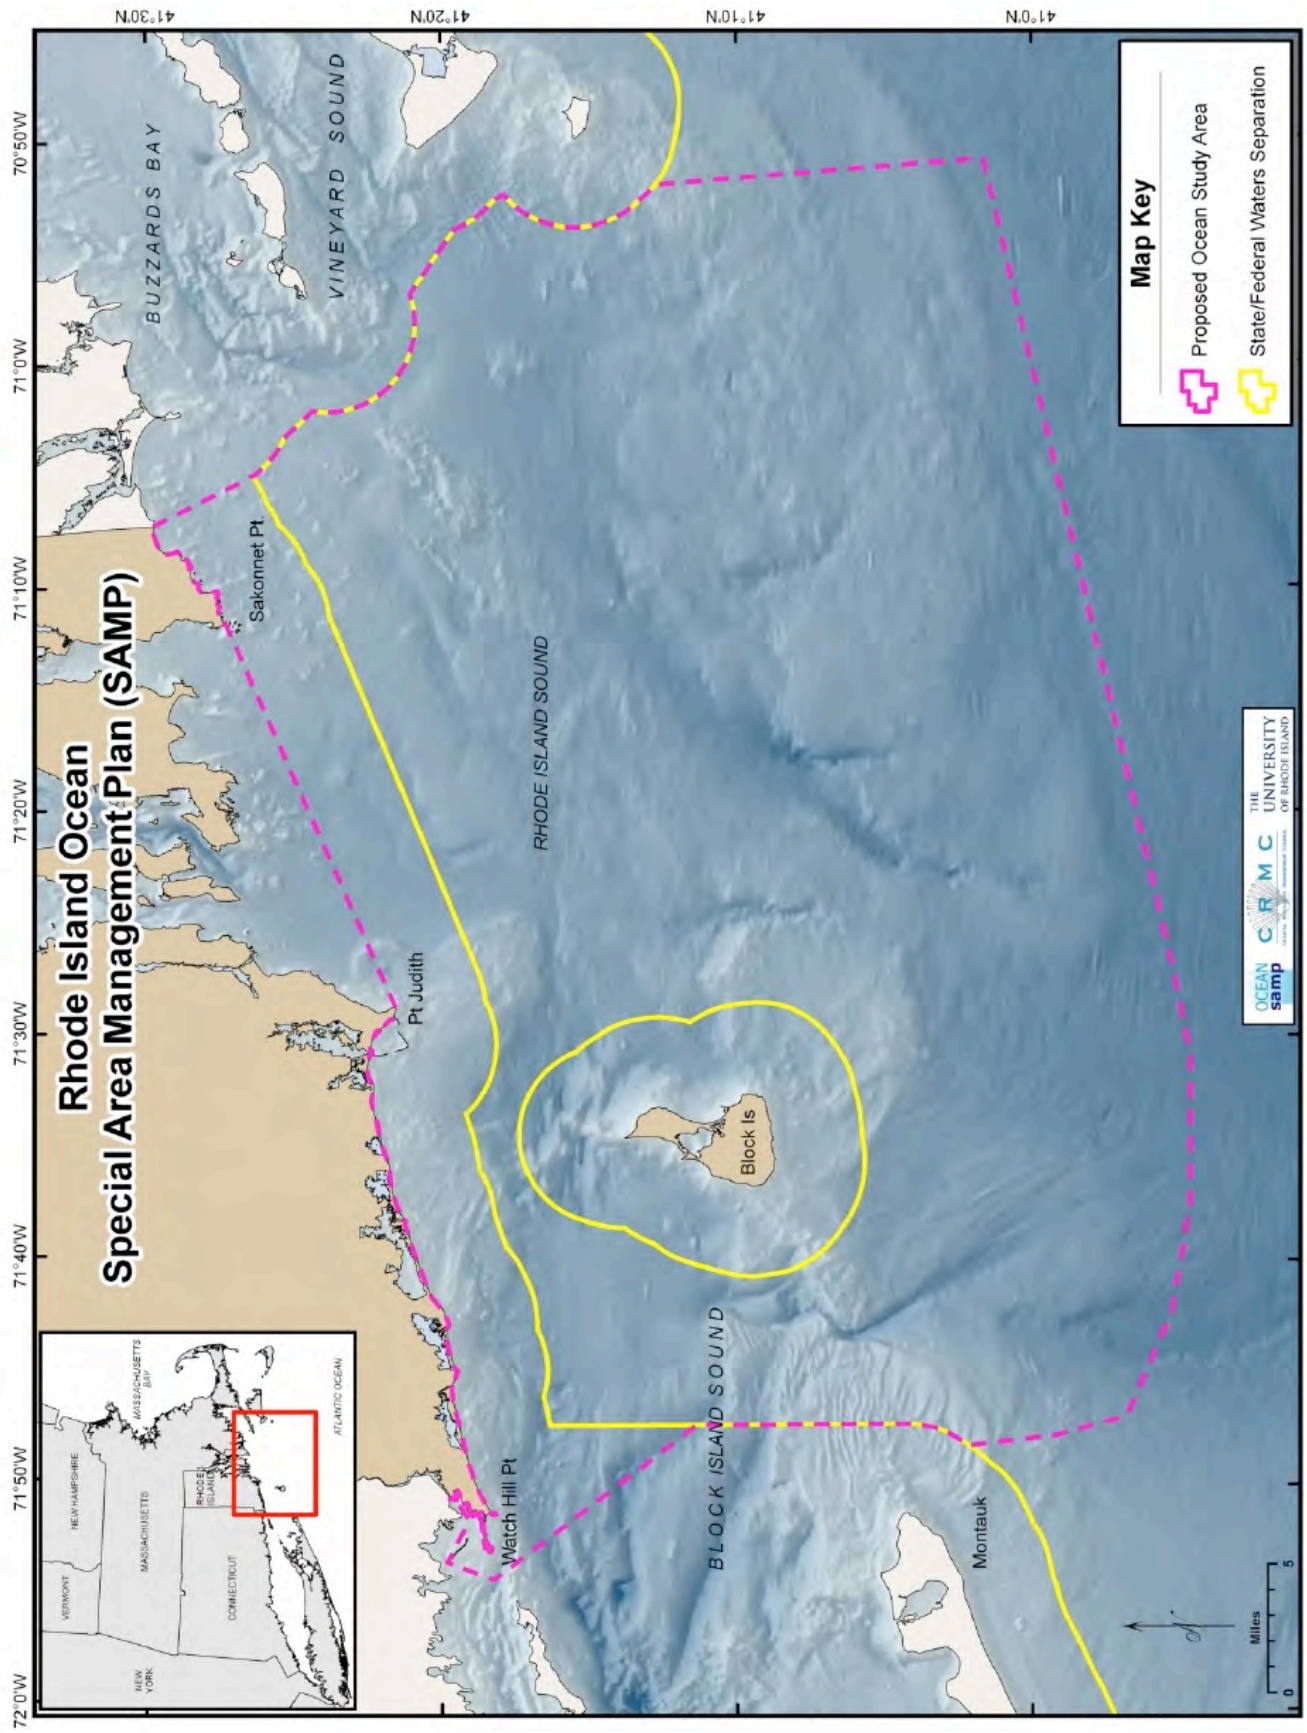 Rhode Island Ocean
Special Area Management Plan (SAMP)
72°0'W
71°50'W
71°40'W
71°30'W
71°20'W
71°10'W
71°0'W
70°50'W
41°30'N
41°20'N
41°10'N
41°0'N
VERMONT
NEW HAMPSHIRE
MASSACHUSETTS
BAY
MASSACHUSETTS
NEW
YORK
CONNECTICUT
RHODE
ISLAND
ATLANTIC OCEAN
BUZZARDS BAY
VINEYARD SOUND
Sakonnet Pt.
Pt Judith
Watch Hill Pt
RHODE ISLAND SOUND
Block Is
BLOCK ISLAND SOUND
Montauk
N
Miles
0
5
OCEAN
samp
C R M C
THE
UNIVERSITY
OF RHODE ISLAND
Map Key
Proposed Ocean Study Area
State/Federal Waters Separation